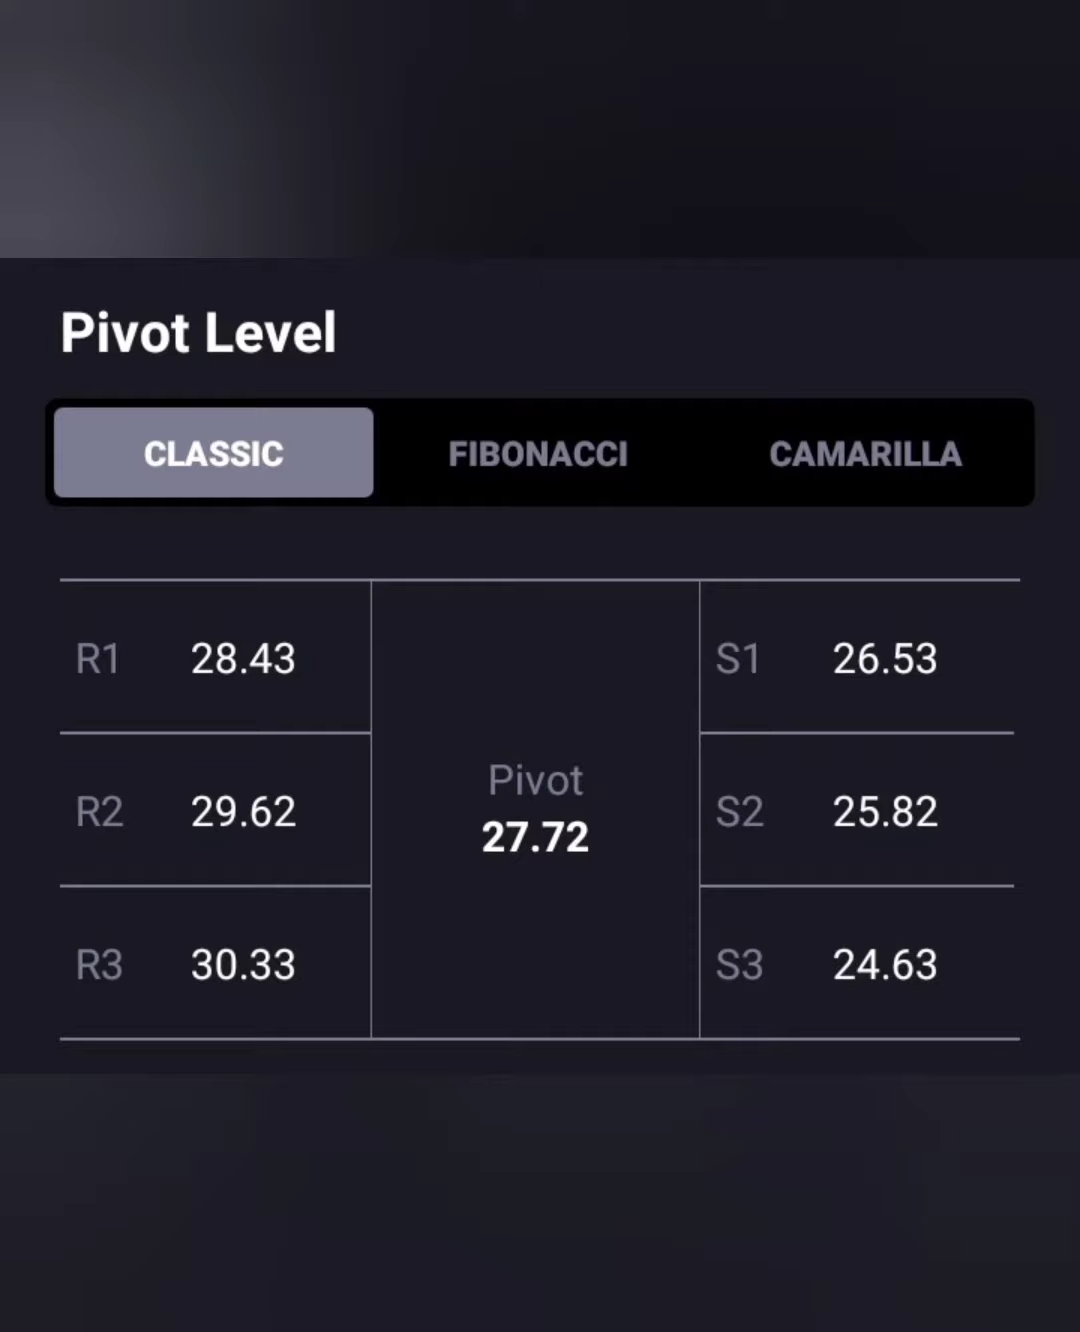 Pivot Level
CLASSIC FIBONACCI CAMARILLA
R1 28.43
R2 29.62
R3 30.33
Pivot
27.72
S1 26.53
S2 25.82
S3 24.63